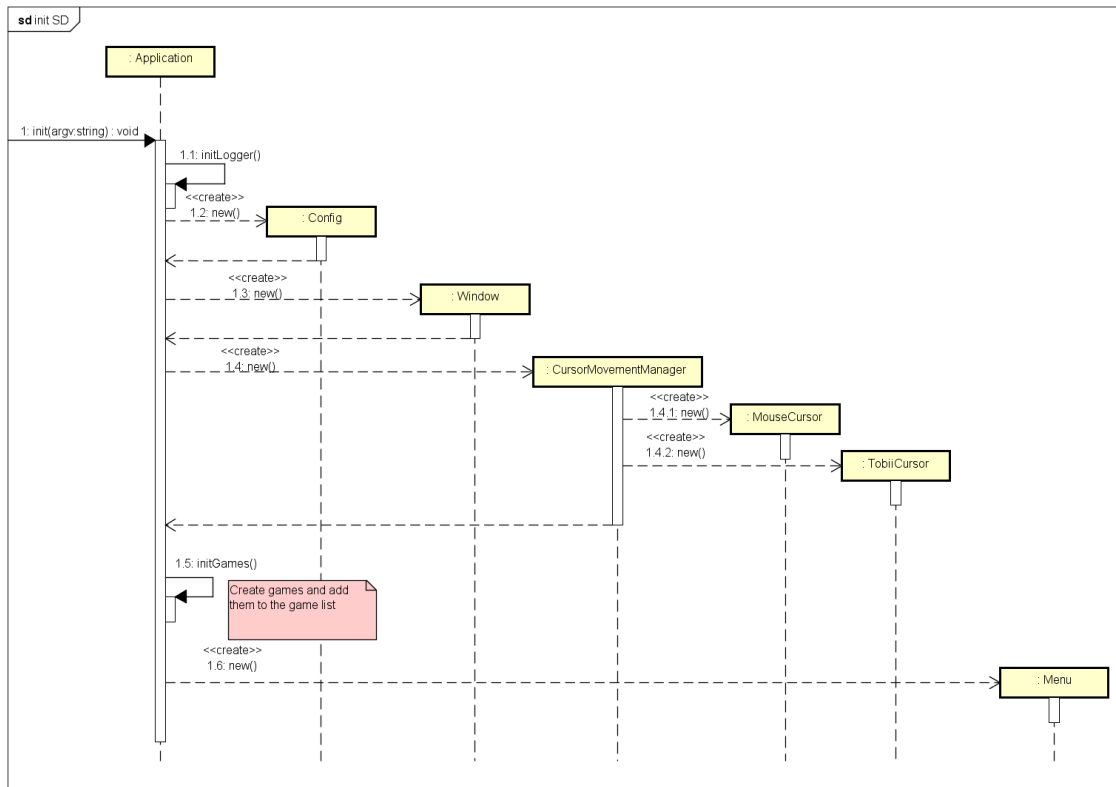 sd init SD
: Application
1: init(argv:string) : void
1.1: initLogger()
<<create>>
1.2: new()
: Config
<<create>>
1.3: new()
: Window
<<create>>
1.4: new()
: CursorMovementManager
<<create>>
1.4.1: new()
: MouseCursor
<<create>>
1.4.2: new()
: TobiiCursor
1.5: initGames()
Create games and add
them to the game list
<<create>>
1.6: new()
: Menu